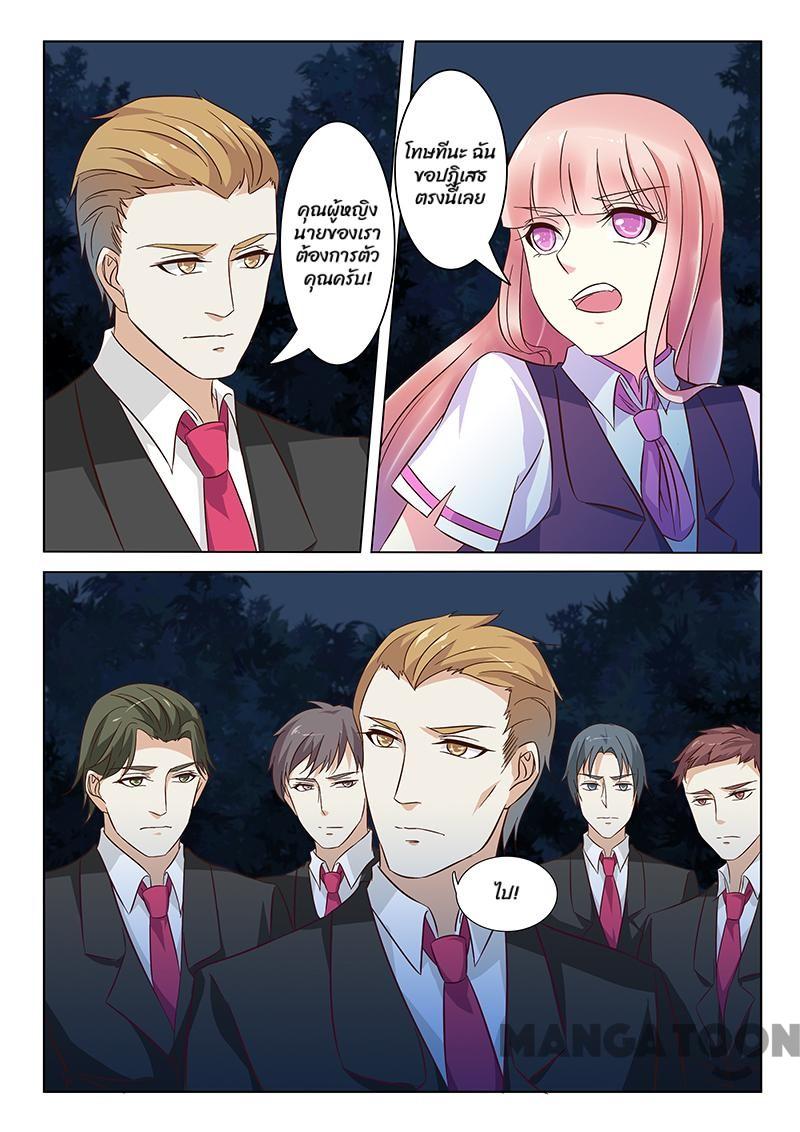 คุณผู้หญิง
นายของเรา
ต้องการตัว
คุณครับ!
โทษทีนะ ฉัน
ขอปฏิเสธ
ตรงนี้เลย
ไป!
MANGATOON